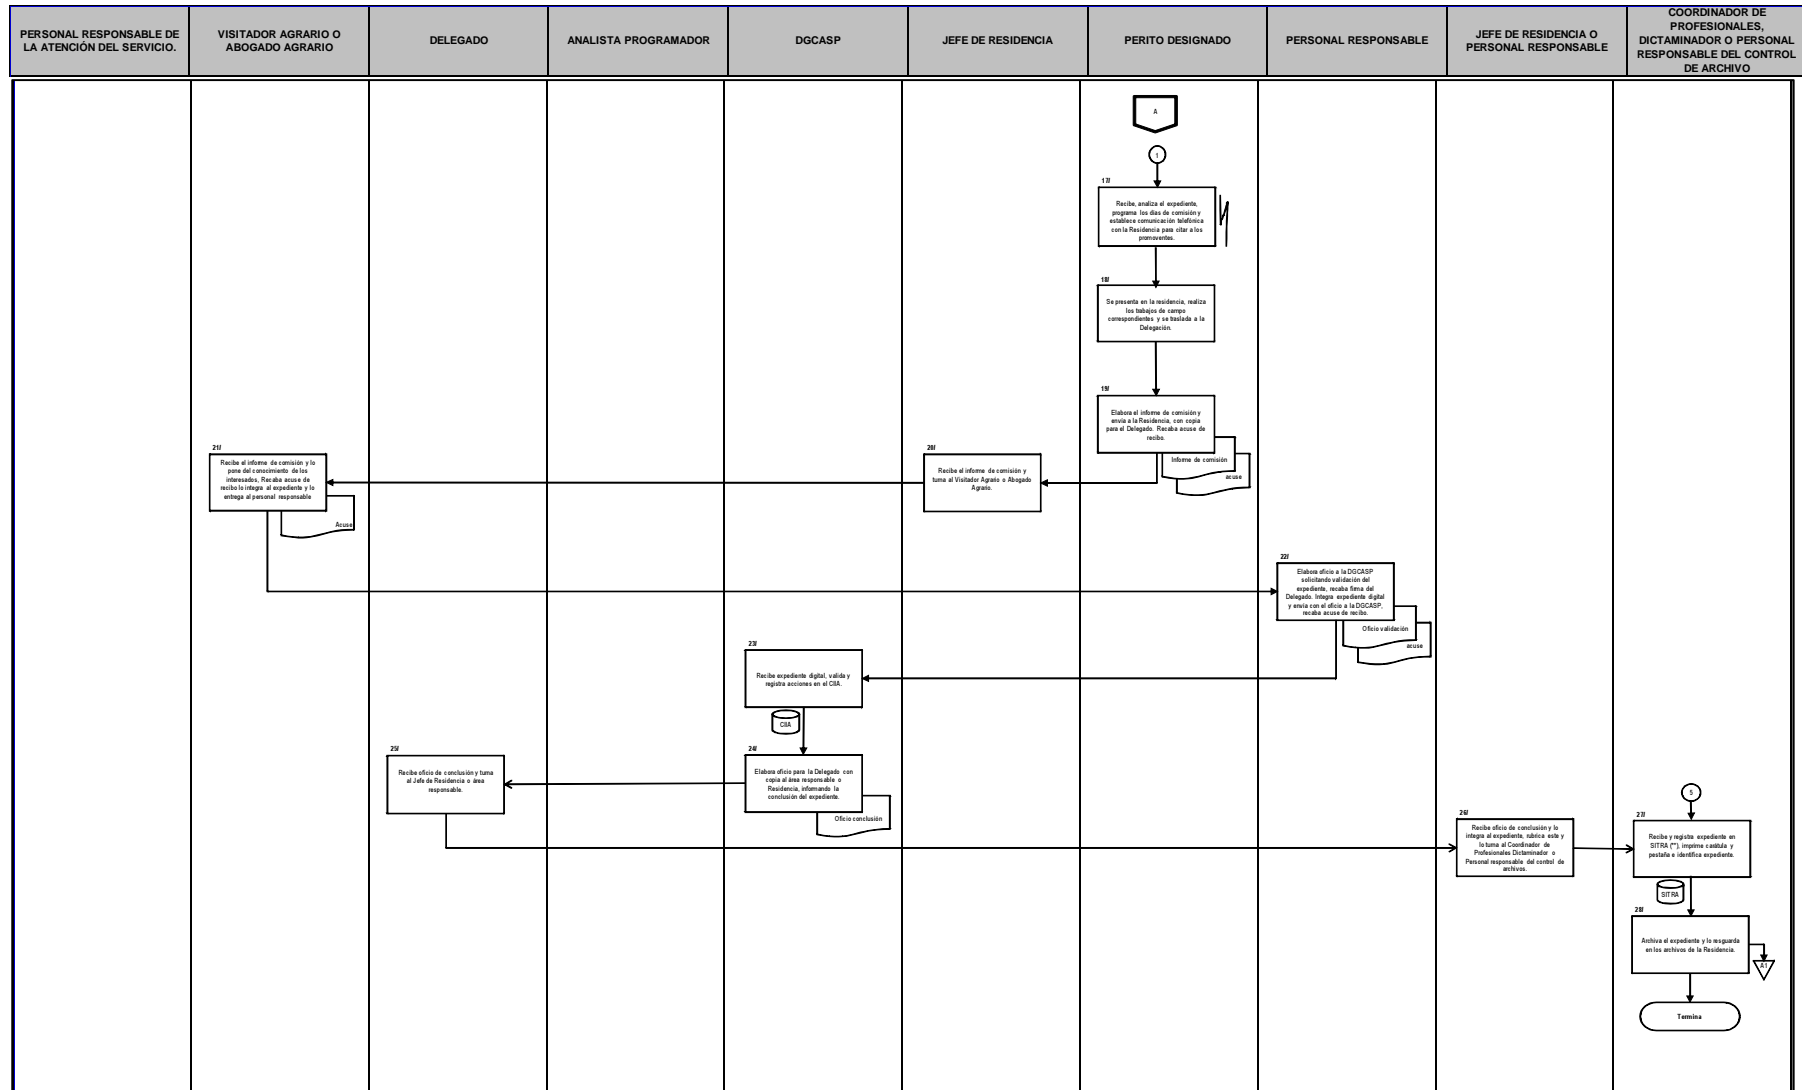 PERSONAL RESPONSABLE DE
LA ATENCIÓN DEL SERVICIO.
VISITADOR AGRARIO O
ABOGADO AGRARIO
DELEGADO
ANALISTA PROGRAMADOR
DGCASP
JEFE DE RESIDENCIA
PERITO DESIGNADO
PERSONAL RESPONSABLE
JEFE DE RESIDENCIA O
PERSONAL RESPONSABLE
COORDINADOR DE
PROFESIONALES,
DICTAMINADOR O PERSONAL
RESPONSABLE DEL CONTROL
DE ARCHIVO
A
1
17/
Recibe, analiza el expediente,
programa los días de comisión y
establece comunicación telefónica
con la Residencia para citar a los
promoventes.
18/
Se presenta en la residencia, realiza
los trabajos de campo
correspondientes y se traslada a la
Delegación.
19/
Elabora el informe de comisión y
envía a la Residencia, con copia
para el Delegado. Recaba acuse de
recibo.
Informe de comisión
acuse
20/
Recibe el informe de comisión y
turna al Visitador Agrario o Abogado
Agrario.
21/
Recibe el informe de comisión y lo
pone del conocimiento de los
interesados, Recaba acuse de
recibo lo integra al expediente y lo
entrega al personal responsable
Acuse
22/
Elabora oficio a la DGCASP
solicitando validación del
expediente, recaba firma del
Delegado. Integra expediente digital
y envía con el oficio a la DGCASP,
recaba acuse de recibo.
Oficio validación
acuse
23/
Recibe expediente digital, valida y
registra acciones en el CIIA.
CIIA
24/
Elabora oficio para la Delegado con
copia al área responsable o
Residencia, informando la
conclusión del expediente.
Oficio conclusión
25/
Recibe oficio de conclusión y turna
al Jefe de Residencia o área
responsable.
26/
Recibe oficio de conclusión y lo
integra al expediente, rubrica este y
lo turna al Coordinador de
Profesionales Dictaminador o
Personal responsable del control de
archivos.
5
27/
Recibe y registra expediente en
SITRA (**), imprime carátula y
pestaña e identifica expediente.
SITRA
28/
Archiva el expediente y lo resguarda
en los archivos de la Residencia.
A1
Termina